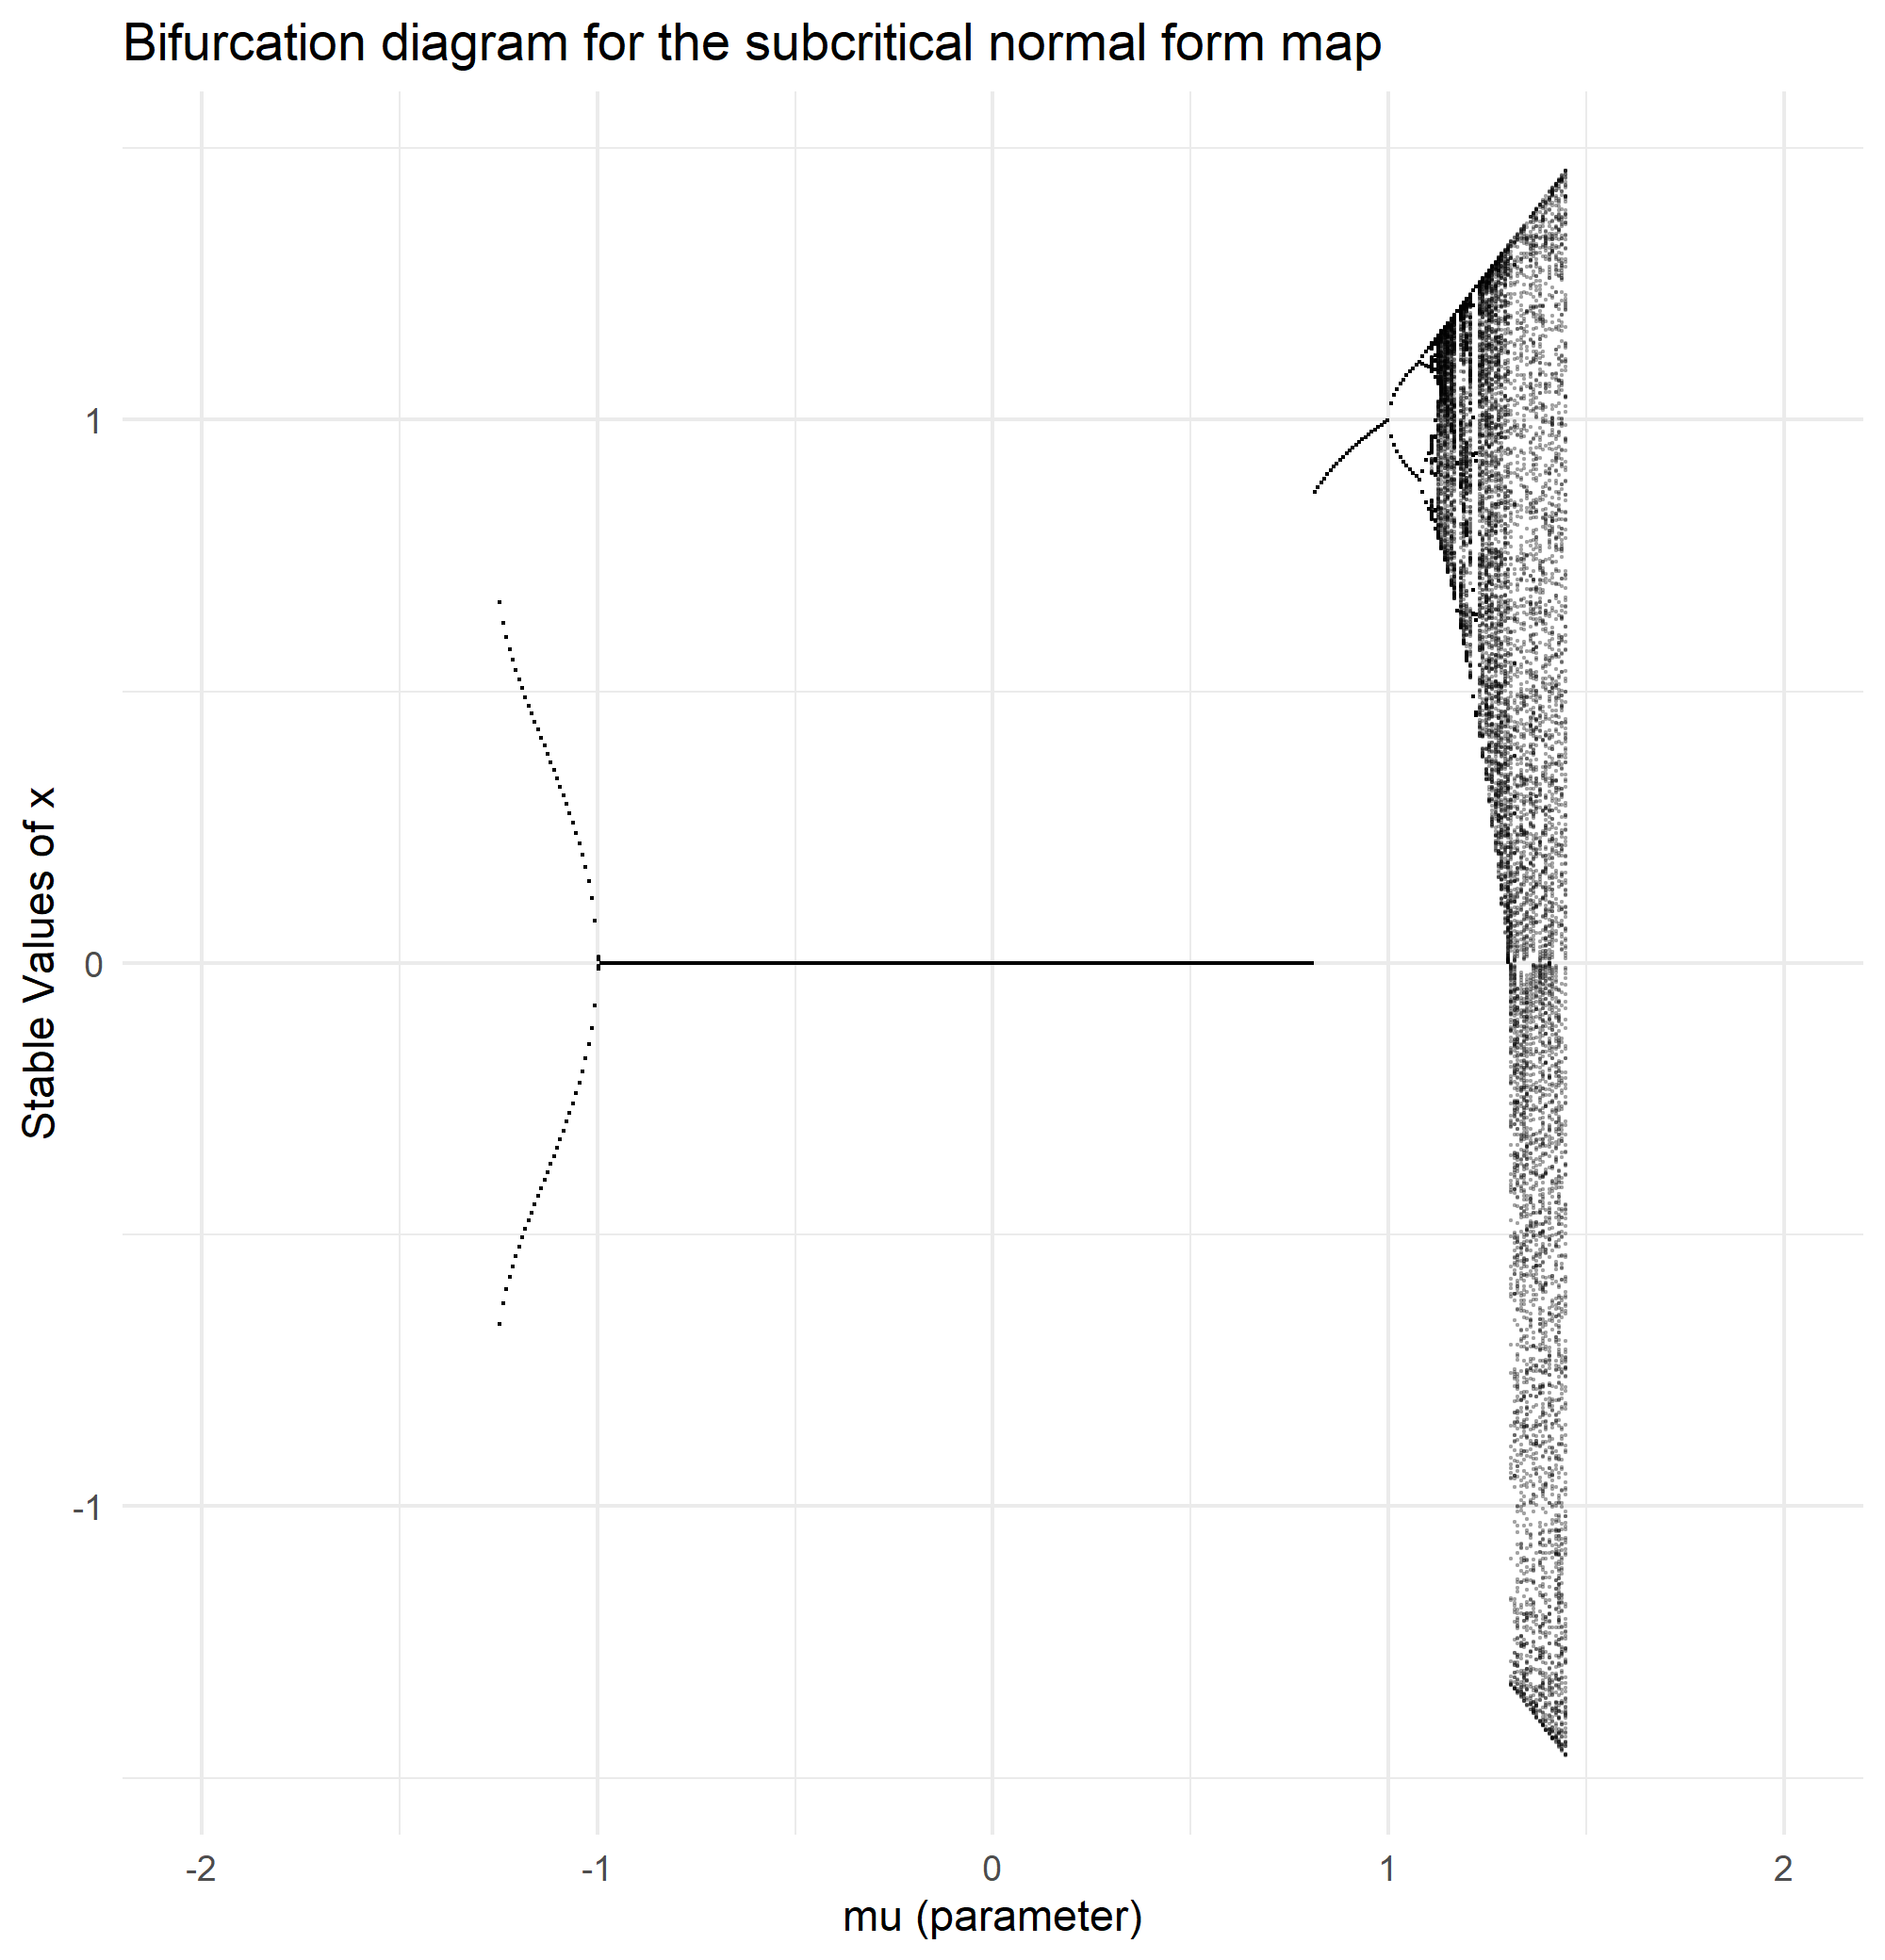 Bifurcation diagram for the subcritical normal form map
Stable Values of x
1
0
-1
-2
-1
0
1
2
mu (parameter)